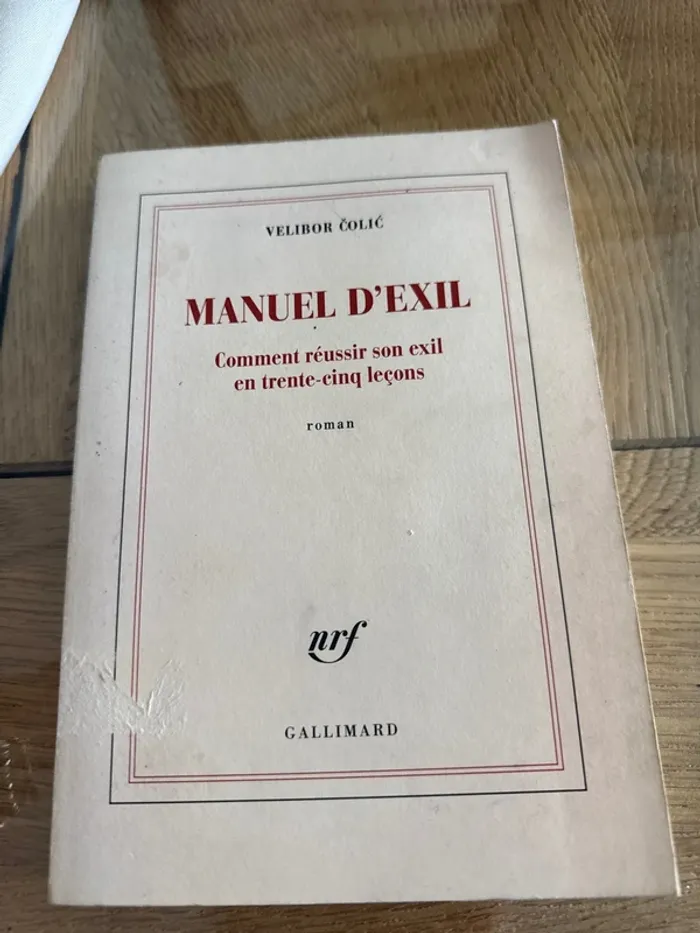 VELIBOR ČOLIĆ
MANUEL D'EXIL
Comment réussir son exil
en trente-cinq leçons
roman
nrf
GALLIMARD